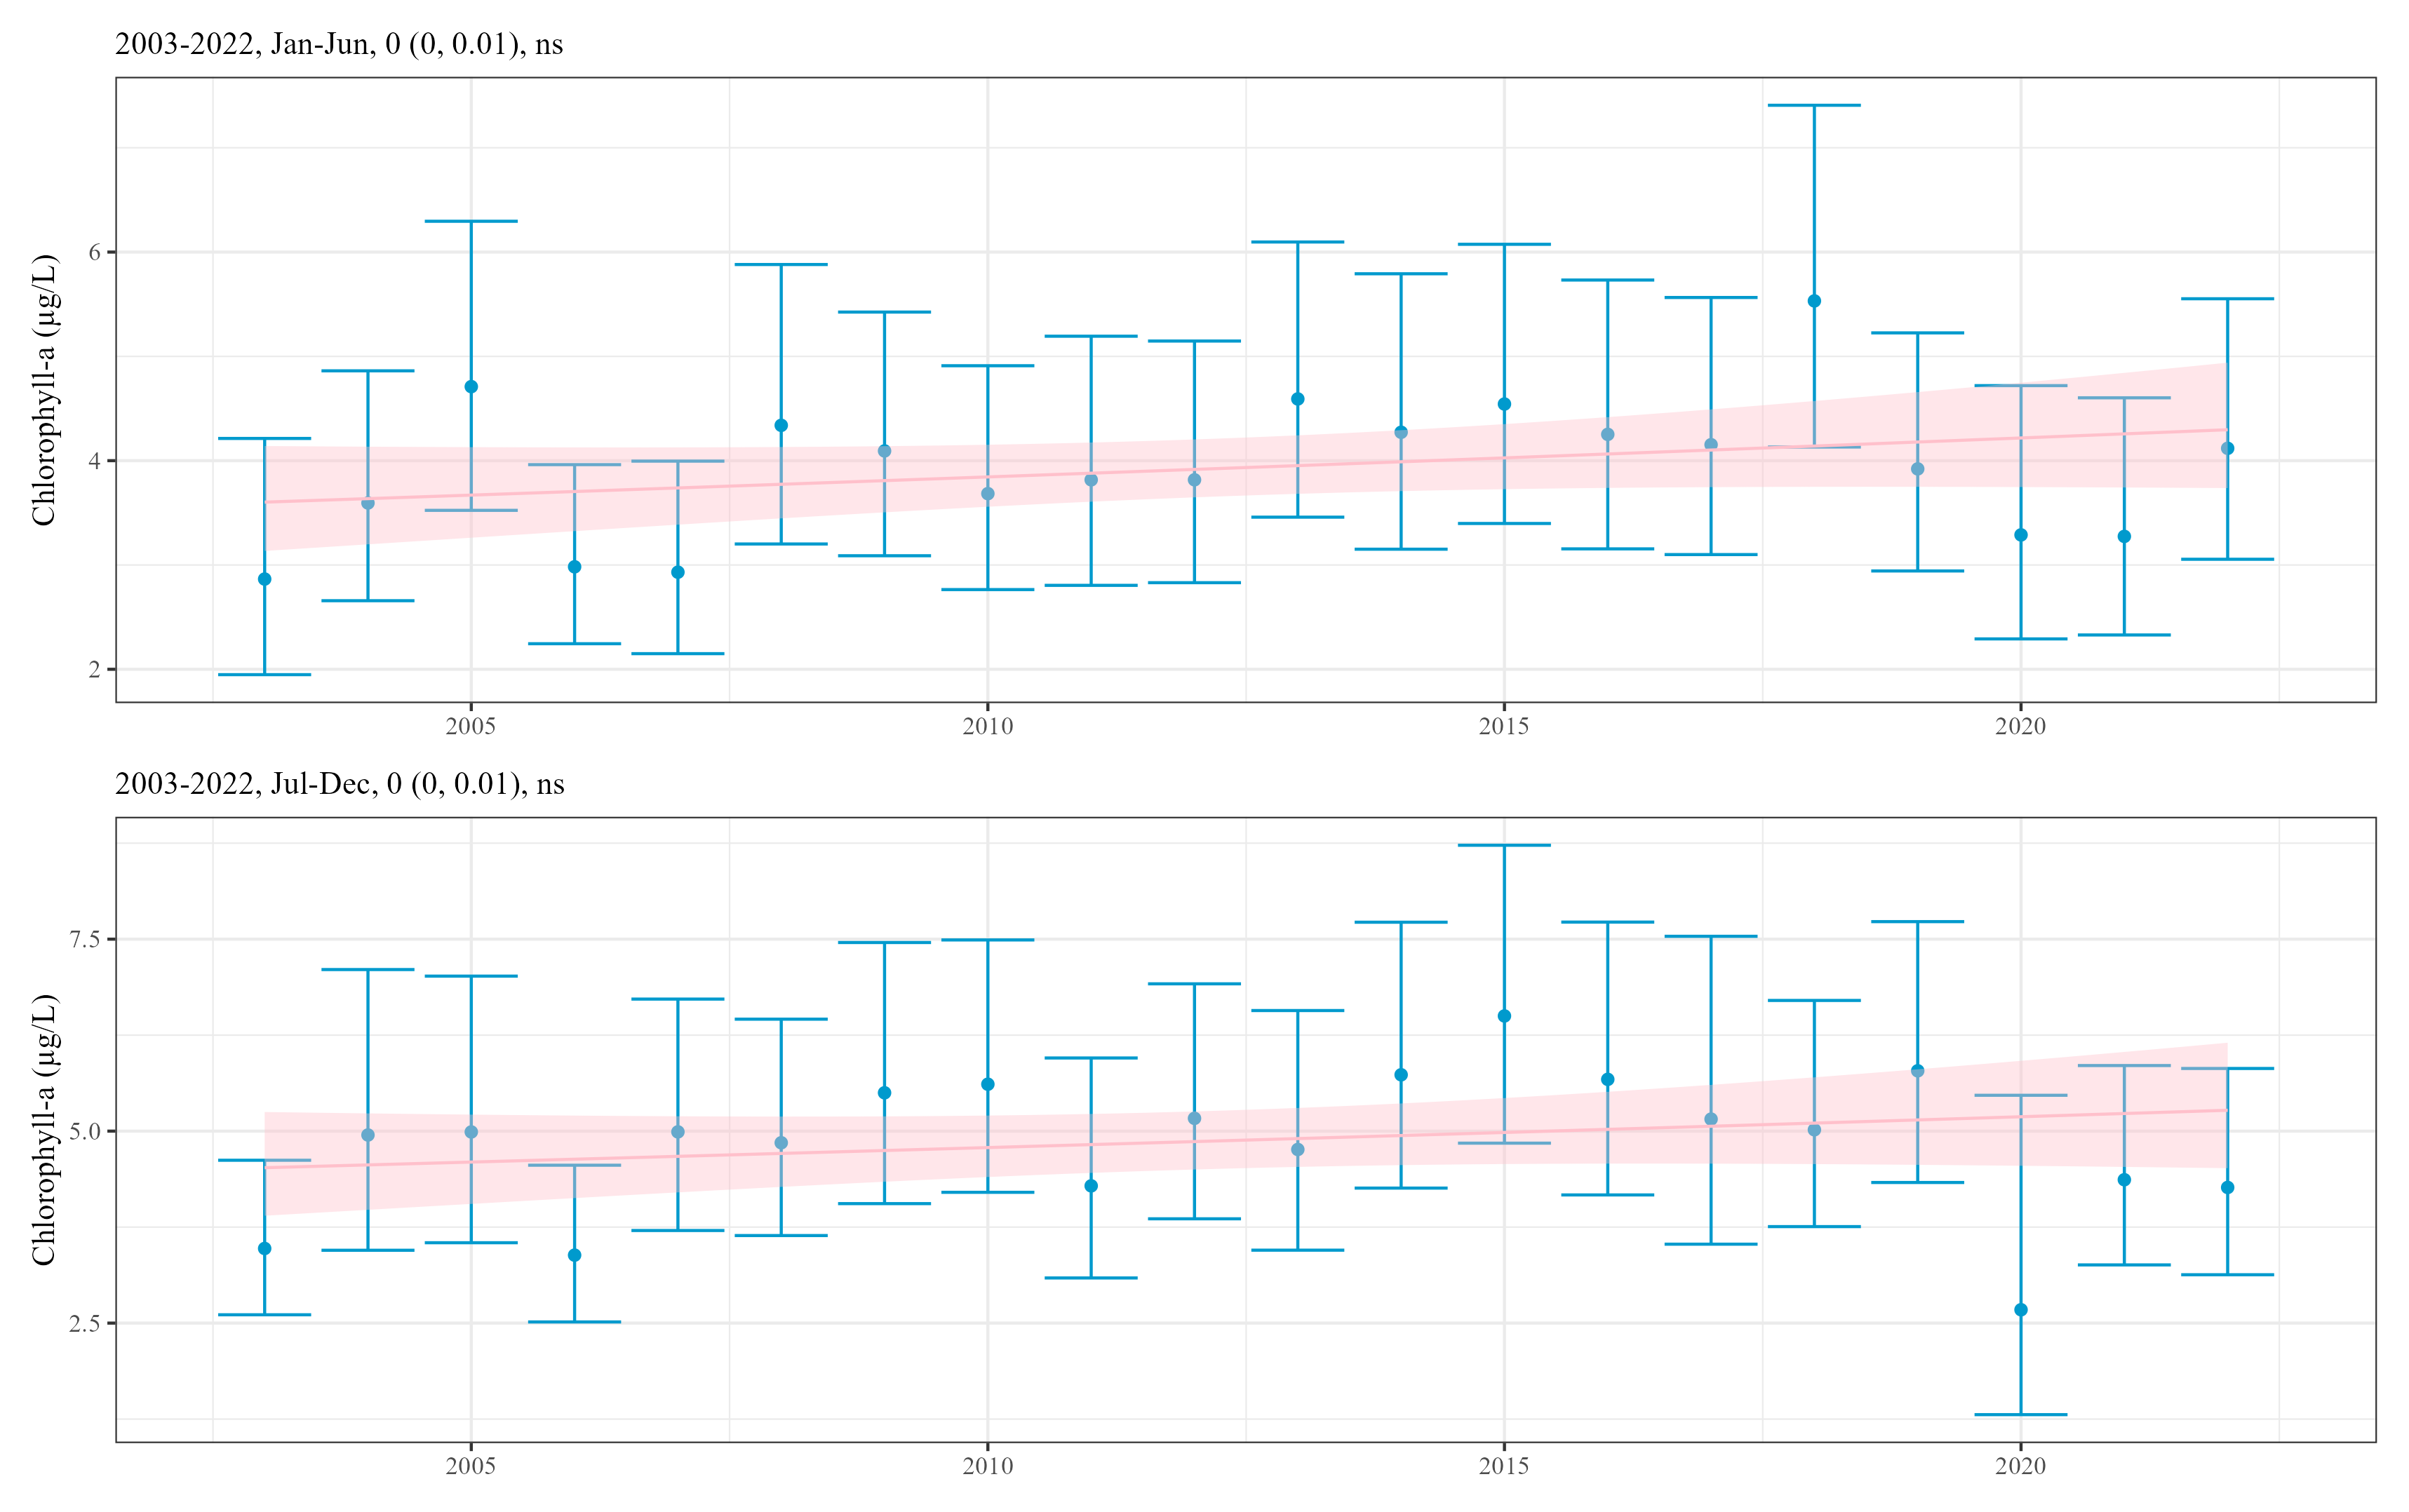 2003-2022, Jan-Jun, 0 (0, 0.01), ns
Chlorophyll-a (µg/L)
6
4
2
2005 2010 2015 2020
2003-2022, Jul-Dec, 0 (0, 0.01), ns
Chlorophyll-a (µg/L)
7.5
5.0
2.5
2005 2010 2015 2020